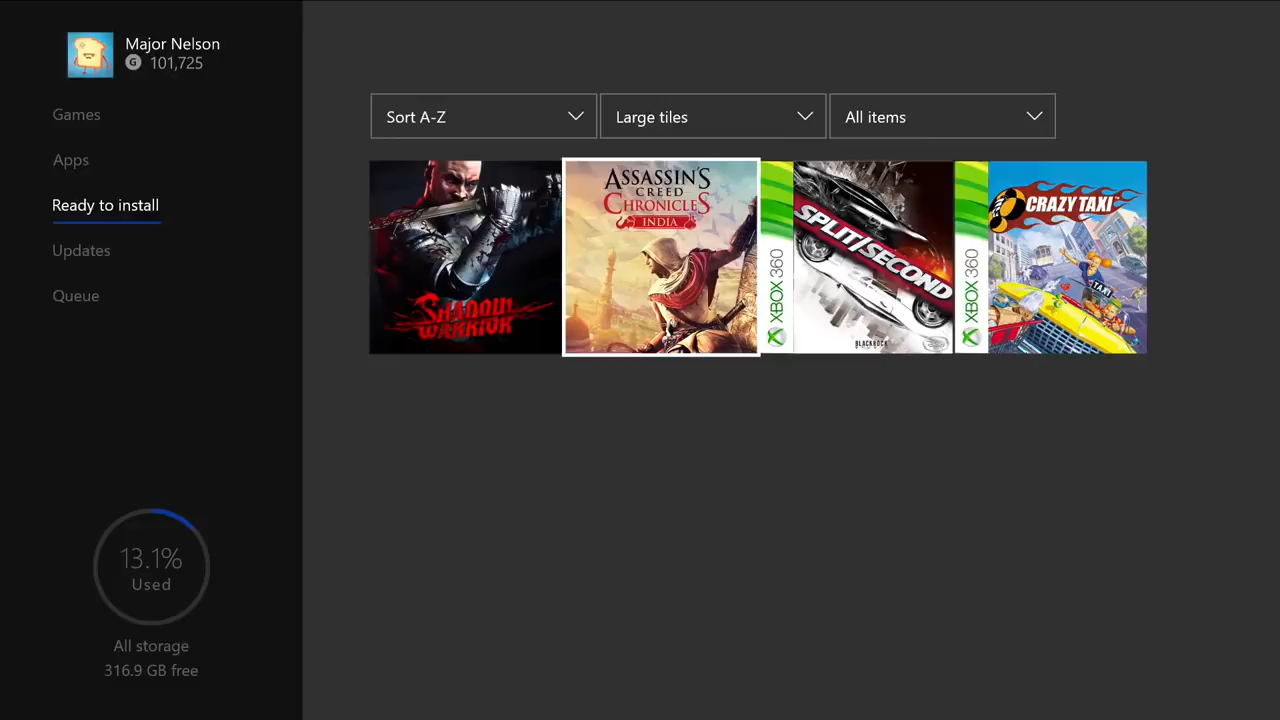 Major Nelson
G 101,725
Games
Apps
Ready to install
Updates
Queue
13.1%
Used
All storage
316.9 GB free
Sort A-Z
Large tiles
All items
SHADOW
WARRIOR
ASSASSIN'S
CREED
CHRONICLES
INDIA
XBOX 360
SPLIT/SECOND
BLACKROCK
XBOX 360
CRAZY TAXI
TAXI